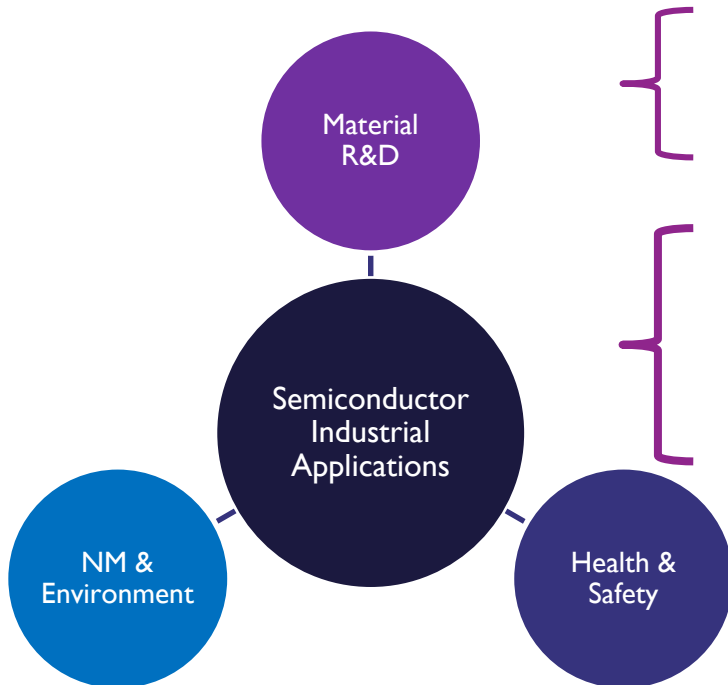 Material
R&D
Semiconductor
Industrial
Applications
NM &
Environment
Health &
Safety